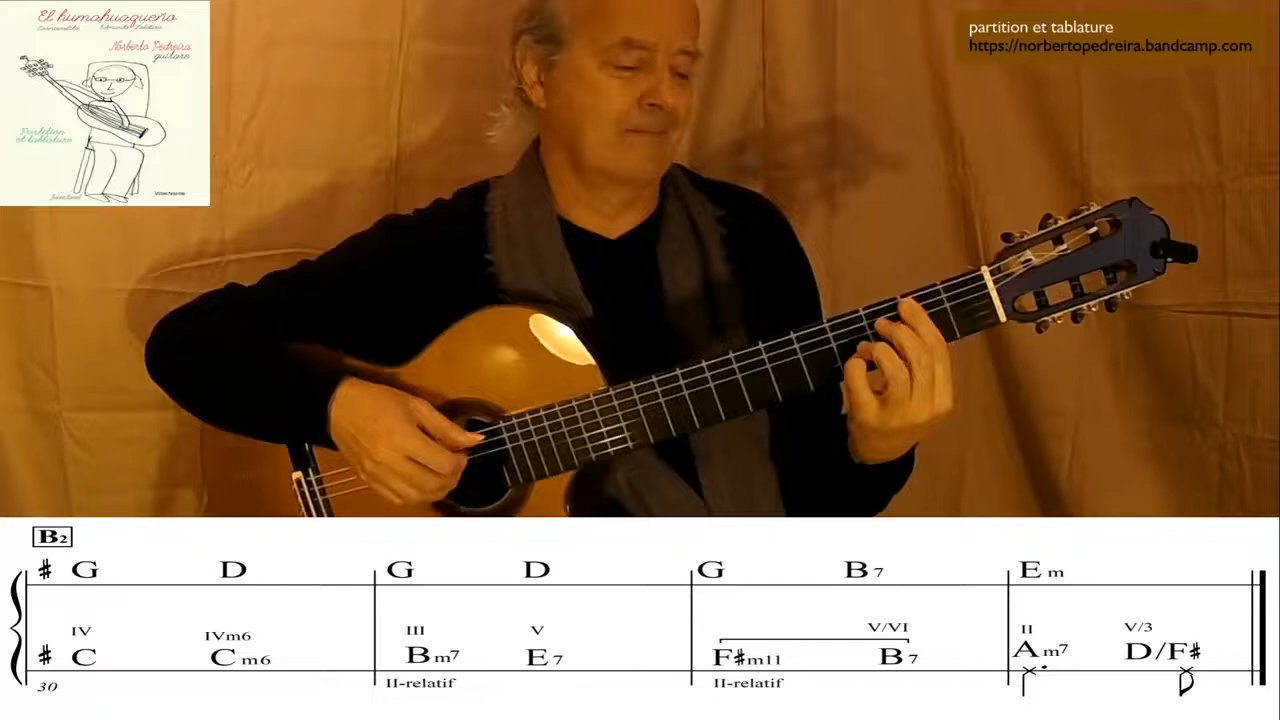 El humahuaqueño
Norberto Pedreira
guitare
Partition
et tablature
partition et tablature
https://norbertopedreira.bandcamp.com
B2
G D G D G B7 Em
IV IVm6 III V V/VI II V/3
C Cm6 Bm7 E7 F#m11 B7 Am7 D/F#
30 II-relatif II-relatif